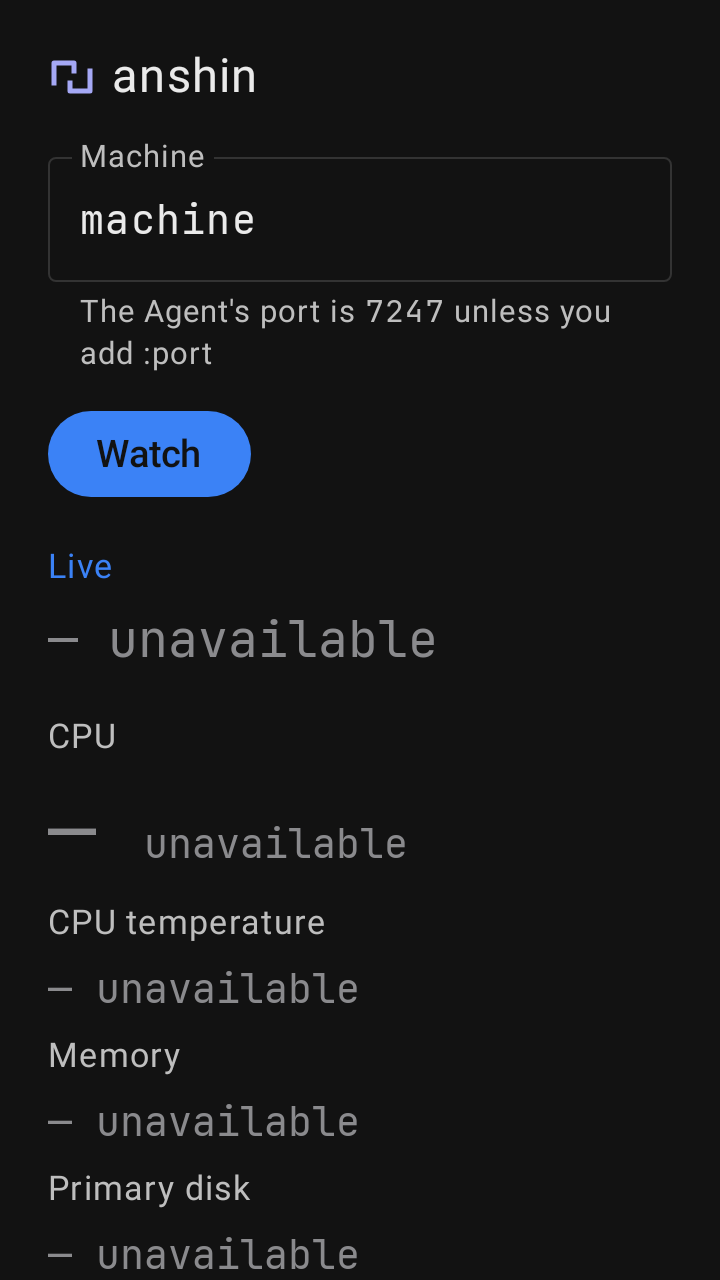 anshin
Machine
machine
The Agent's port is 7247 unless you
add :port
Watch
Live
— unavailable
CPU
— unavailable
CPU temperature
— unavailable
Memory
— unavailable
Primary disk
— unavailable